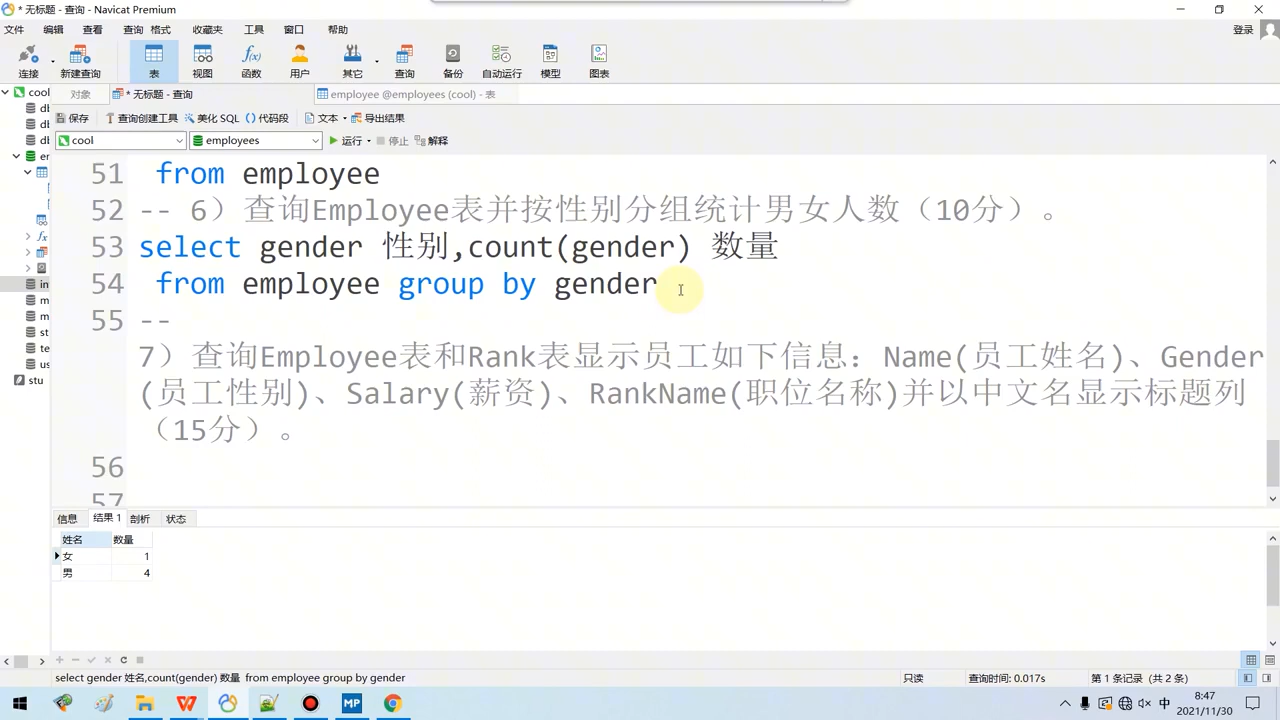 * 无标题 - 查询 - Navicat Premium
文件 编辑 查看 查询 格式 收藏夹 工具 窗口 帮助 登录
连接 新建查询 表 视图 函数 用户 其它 查询 备份 自动运行 模型 图表
对象 * 无标题 - 查询 employee @employees (cool) - 表
保存 查询创建工具 美化 SQL () 代码段 文本 导出结果
cool employees 运行 停止 解释
cool
db
db
db
en
in
m
m
st
te
us
stu
51 from employee
52 -- 6）查询Employee表并按性别分组统计男女人数（10分）。
53 select gender 性别,count(gender) 数量
54 from employee group by gender
55 --
7）查询Employee表和Rank表显示员工如下信息：Name(员工姓名)、Gender
(员工性别)、Salary(薪资)、RankName(职位名称)并以中文名显示标题列
（15分）。
56
57
信息 结果 1 剖析 状态
姓名 数量
女 1
男 4
select gender 姓名,count(gender) 数量 from employee group by gender 只读 查询时间: 0.017s 第 1 条记录 (共 2 条)
MP 中 8:47
2021/11/30